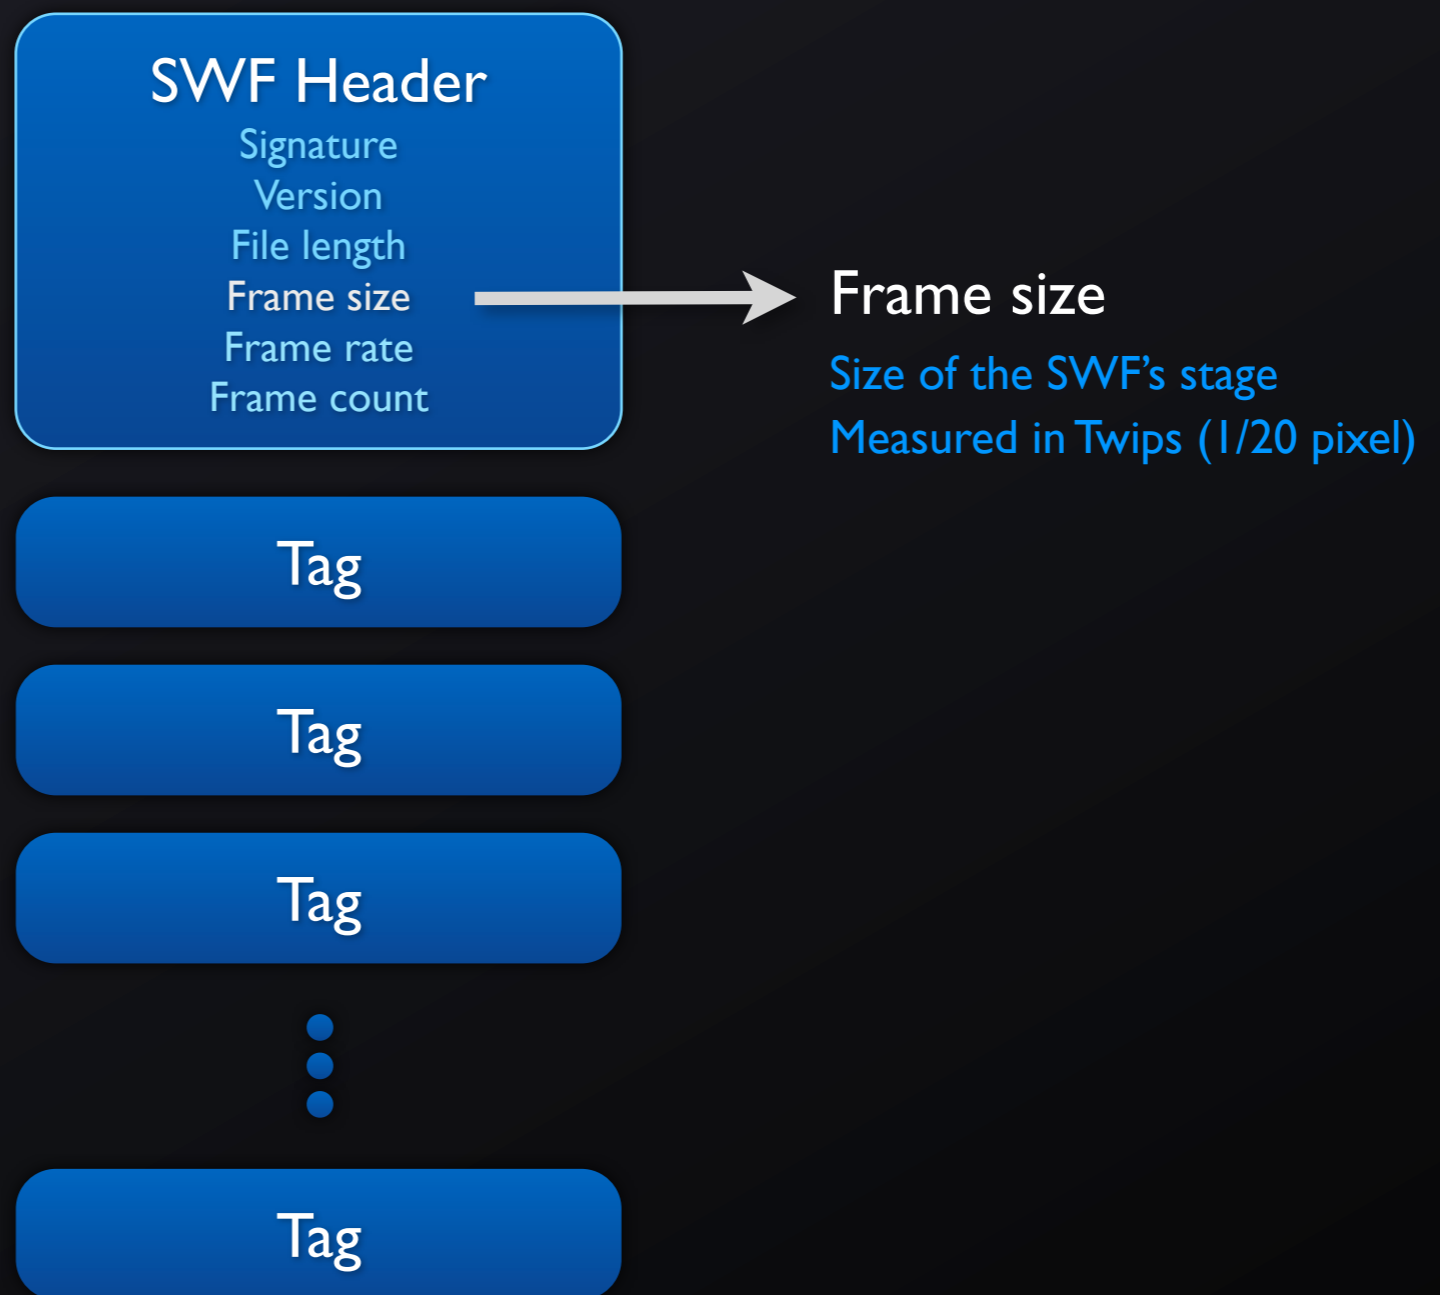 SWF Header
Signature
Version
File length
Frame size
Frame rate
Frame count
Frame size
Size of the SWF’s stage
Measured in Twips (1/20 pixel)
Tag
Tag
Tag
Tag